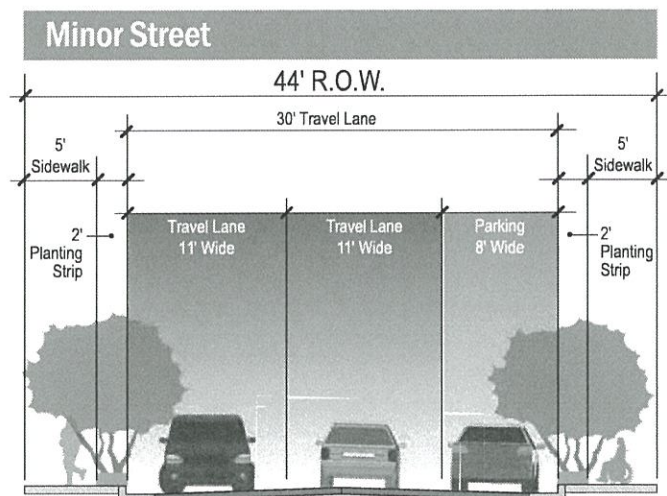 Minor Street
44' R.O.W.
30' Travel Lane
5'
Sidewalk
5'
Sidewalk
2'
Planting
Strip
Travel Lane
11' Wide
Travel Lane
11' Wide
Parking
8' Wide
2'
Planting
Strip